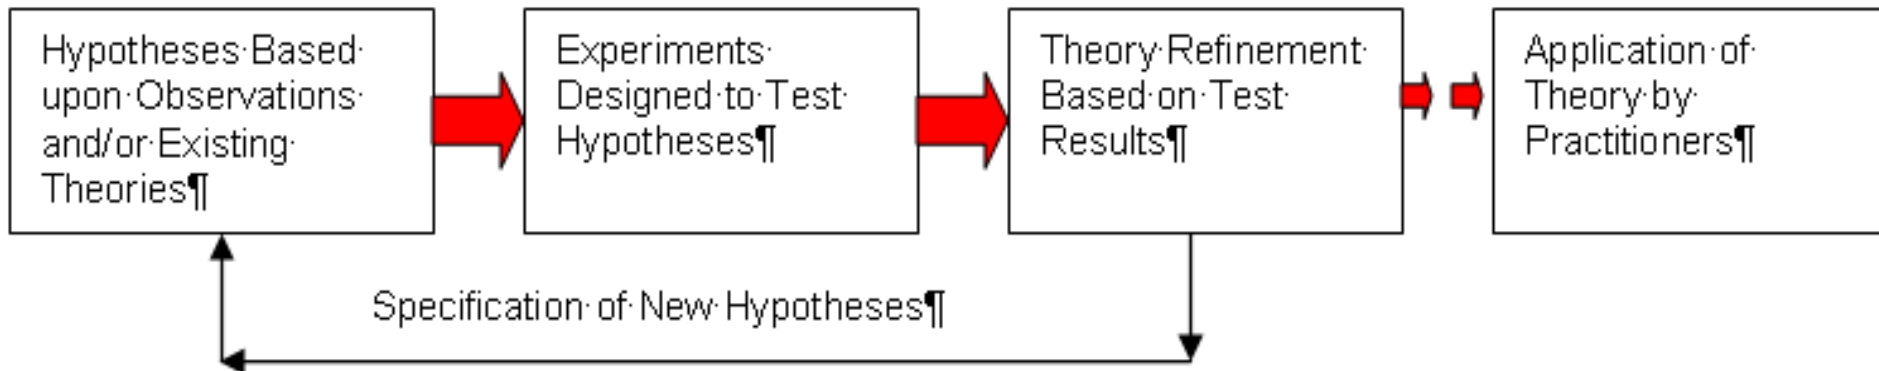 Hypotheses·Based·
upon·Observations·
and/or·Existing·
Theories¶
Experiments·
Designed·to·Test·
Hypotheses¶
Theory·Refinement·
Based·on·Test·
Results¶
Application·of·
Theory·by·
Practitioners¶
Specification·of·New·Hypotheses¶